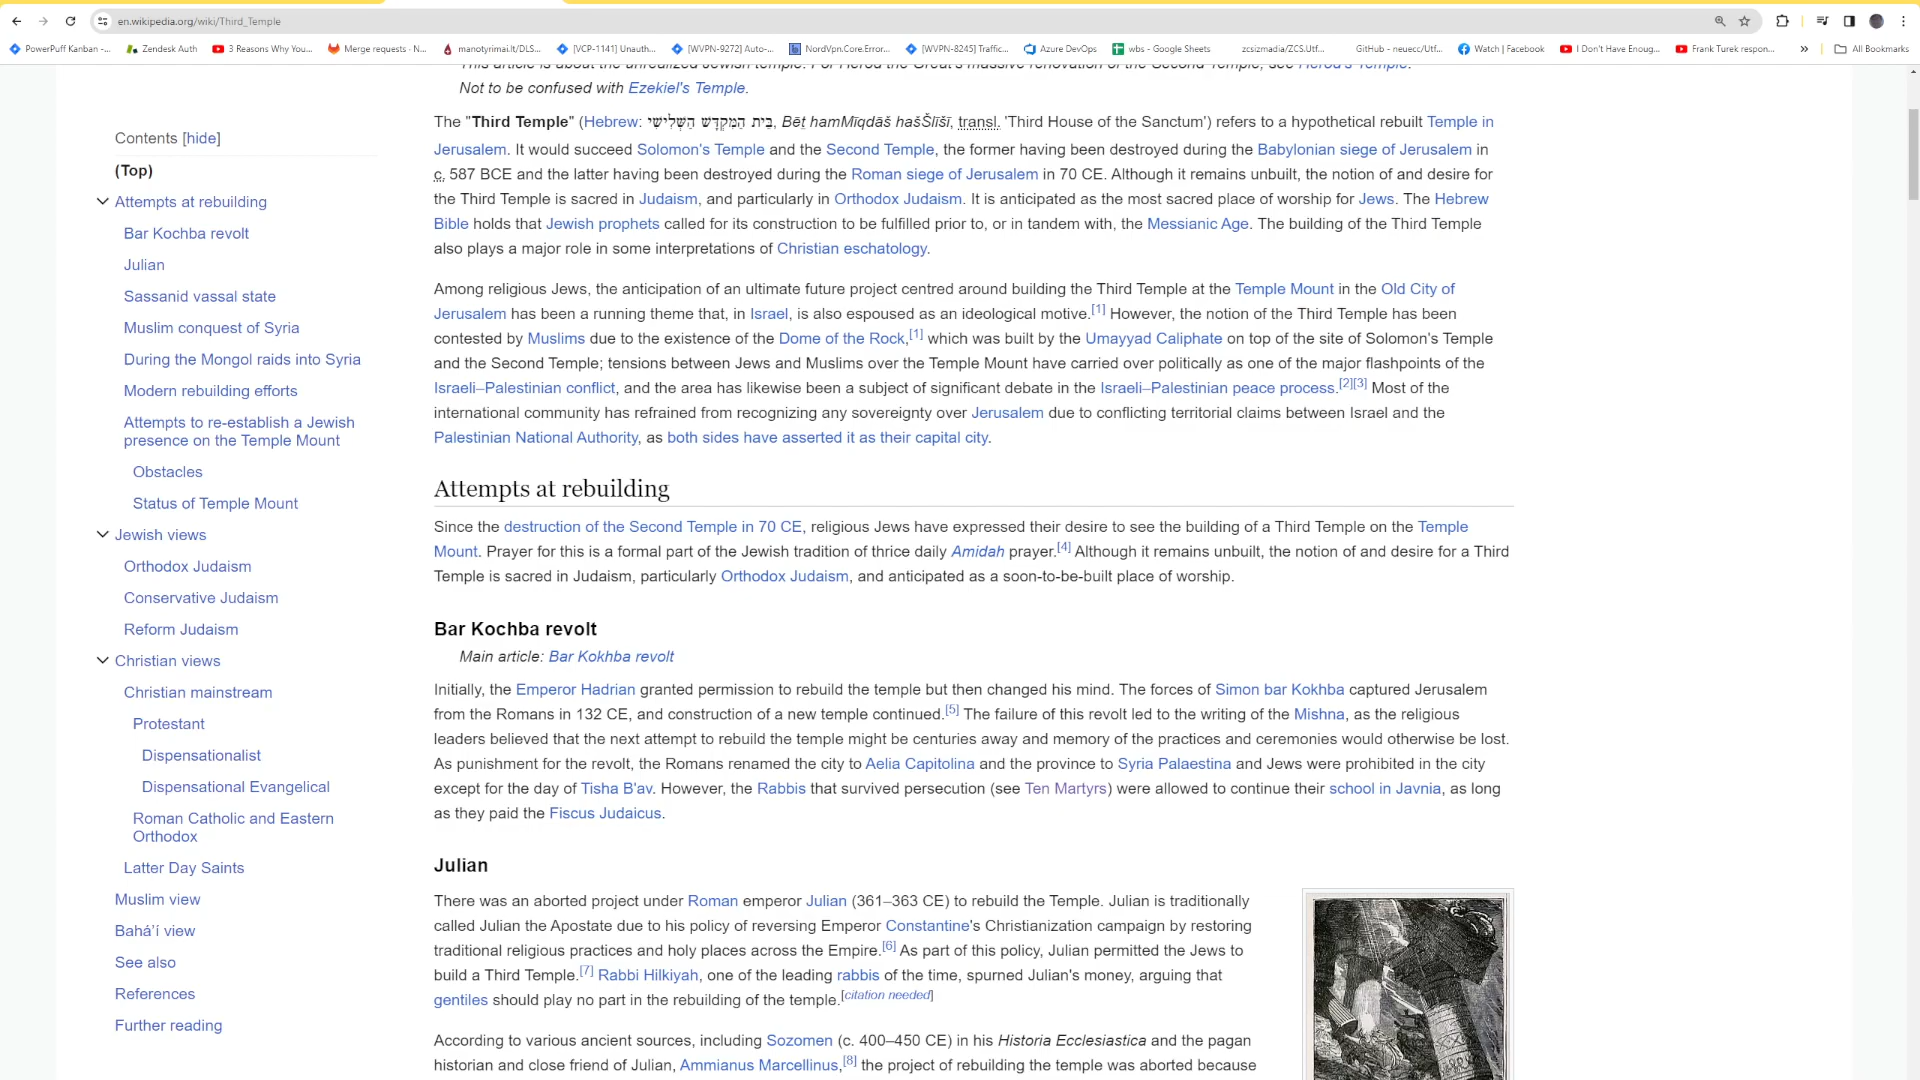 en.wikipedia.org/wiki/Third_Temple
PowerPuff Kanban -... Zendesk Auth 3 Reasons Why You... Merge requests · N... manotyrimai.lt/DLS... [VCP-1141] Unauth... [WVPN-9272] Auto-... NordVpn.Core.Error... [WVPN-8245] Traffic... Azure DevOps wbs - Google Sheets zcsizmadia/ZCS.Utf... GitHub - neuecc/Utf... Watch | Facebook I Don't Have Enoug... Frank Turek respon... » All Bookmarks
This article is about the unrealized Jewish temple. For Herod the Great's massive renovation of the Second Temple, see Herod's Temple.
Not to be confused with Ezekiel's Temple.
Contents [hide]
(Top)
Attempts at rebuilding
Bar Kochba revolt
Julian
Sassanid vassal state
Muslim conquest of Syria
During the Mongol raids into Syria
Modern rebuilding efforts
Attempts to re-establish a Jewish
presence on the Temple Mount
Obstacles
Status of Temple Mount
Jewish views
Orthodox Judaism
Conservative Judaism
Reform Judaism
Christian views
Christian mainstream
Protestant
Dispensationalist
Dispensational Evangelical
Roman Catholic and Eastern
Orthodox
Latter Day Saints
Muslim view
Bahá’í view
See also
References
Further reading
The "Third Temple" (Hebrew: בֵּית הַמִּקְדָּשׁ הַשְּׁלִישִׁי, Bēṯ hamMīqdāš hašŠlīšī, transl. 'Third House of the Sanctum') refers to a hypothetical rebuilt Temple in
Jerusalem. It would succeed Solomon's Temple and the Second Temple, the former having been destroyed during the Babylonian siege of Jerusalem in
c. 587 BCE and the latter having been destroyed during the Roman siege of Jerusalem in 70 CE. Although it remains unbuilt, the notion of and desire for
the Third Temple is sacred in Judaism, and particularly in Orthodox Judaism. It is anticipated as the most sacred place of worship for Jews. The Hebrew
Bible holds that Jewish prophets called for its construction to be fulfilled prior to, or in tandem with, the Messianic Age. The building of the Third Temple
also plays a major role in some interpretations of Christian eschatology.
Among religious Jews, the anticipation of an ultimate future project centred around building the Third Temple at the Temple Mount in the Old City of
Jerusalem has been a running theme that, in Israel, is also espoused as an ideological motive.[1] However, the notion of the Third Temple has been
contested by Muslims due to the existence of the Dome of the Rock,[1] which was built by the Umayyad Caliphate on top of the site of Solomon's Temple
and the Second Temple; tensions between Jews and Muslims over the Temple Mount have carried over politically as one of the major flashpoints of the
Israeli–Palestinian conflict, and the area has likewise been a subject of significant debate in the Israeli–Palestinian peace process.[2][3] Most of the
international community has refrained from recognizing any sovereignty over Jerusalem due to conflicting territorial claims between Israel and the
Palestinian National Authority, as both sides have asserted it as their capital city.
Attempts at rebuilding
Since the destruction of the Second Temple in 70 CE, religious Jews have expressed their desire to see the building of a Third Temple on the Temple
Mount. Prayer for this is a formal part of the Jewish tradition of thrice daily Amidah prayer.[4] Although it remains unbuilt, the notion of and desire for a Third
Temple is sacred in Judaism, particularly Orthodox Judaism, and anticipated as a soon-to-be-built place of worship.
Bar Kochba revolt
Main article: Bar Kokhba revolt
Initially, the Emperor Hadrian granted permission to rebuild the temple but then changed his mind. The forces of Simon bar Kokhba captured Jerusalem
from the Romans in 132 CE, and construction of a new temple continued.[5] The failure of this revolt led to the writing of the Mishna, as the religious
leaders believed that the next attempt to rebuild the temple might be centuries away and memory of the practices and ceremonies would otherwise be lost.
As punishment for the revolt, the Romans renamed the city to Aelia Capitolina and the province to Syria Palaestina and Jews were prohibited in the city
except for the day of Tisha B'av. However, the Rabbis that survived persecution (see Ten Martyrs) were allowed to continue their school in Javnia, as long
as they paid the Fiscus Judaicus.
Julian
There was an aborted project under Roman emperor Julian (361–363 CE) to rebuild the Temple. Julian is traditionally
called Julian the Apostate due to his policy of reversing Emperor Constantine's Christianization campaign by restoring
traditional religious practices and holy places across the Empire.[6] As part of this policy, Julian permitted the Jews to
build a Third Temple.[7] Rabbi Hilkiyah, one of the leading rabbis of the time, spurned Julian's money, arguing that
gentiles should play no part in the rebuilding of the temple.[citation needed]
According to various ancient sources, including Sozomen (c. 400–450 CE) in his Historia Ecclesiastica and the pagan
historian and close friend of Julian, Ammianus Marcellinus,[8] the project of rebuilding the temple was aborted because